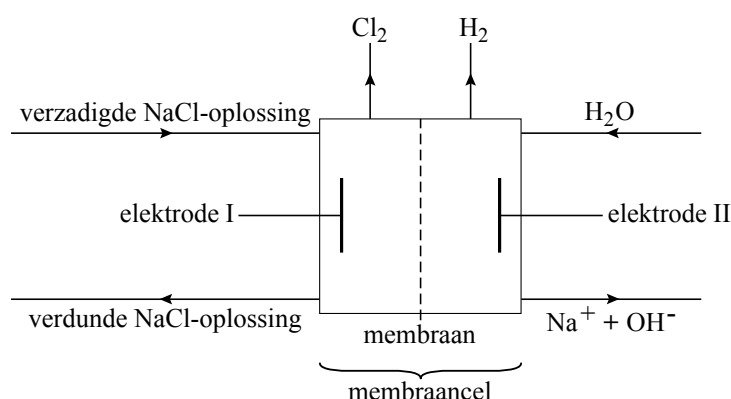 Cl₂ H₂
verzadigde NaCl-oplossing H₂O
elektrode I elektrode II
verdunde NaCl-oplossing Na⁺ + OH⁻
membraan
membraancel